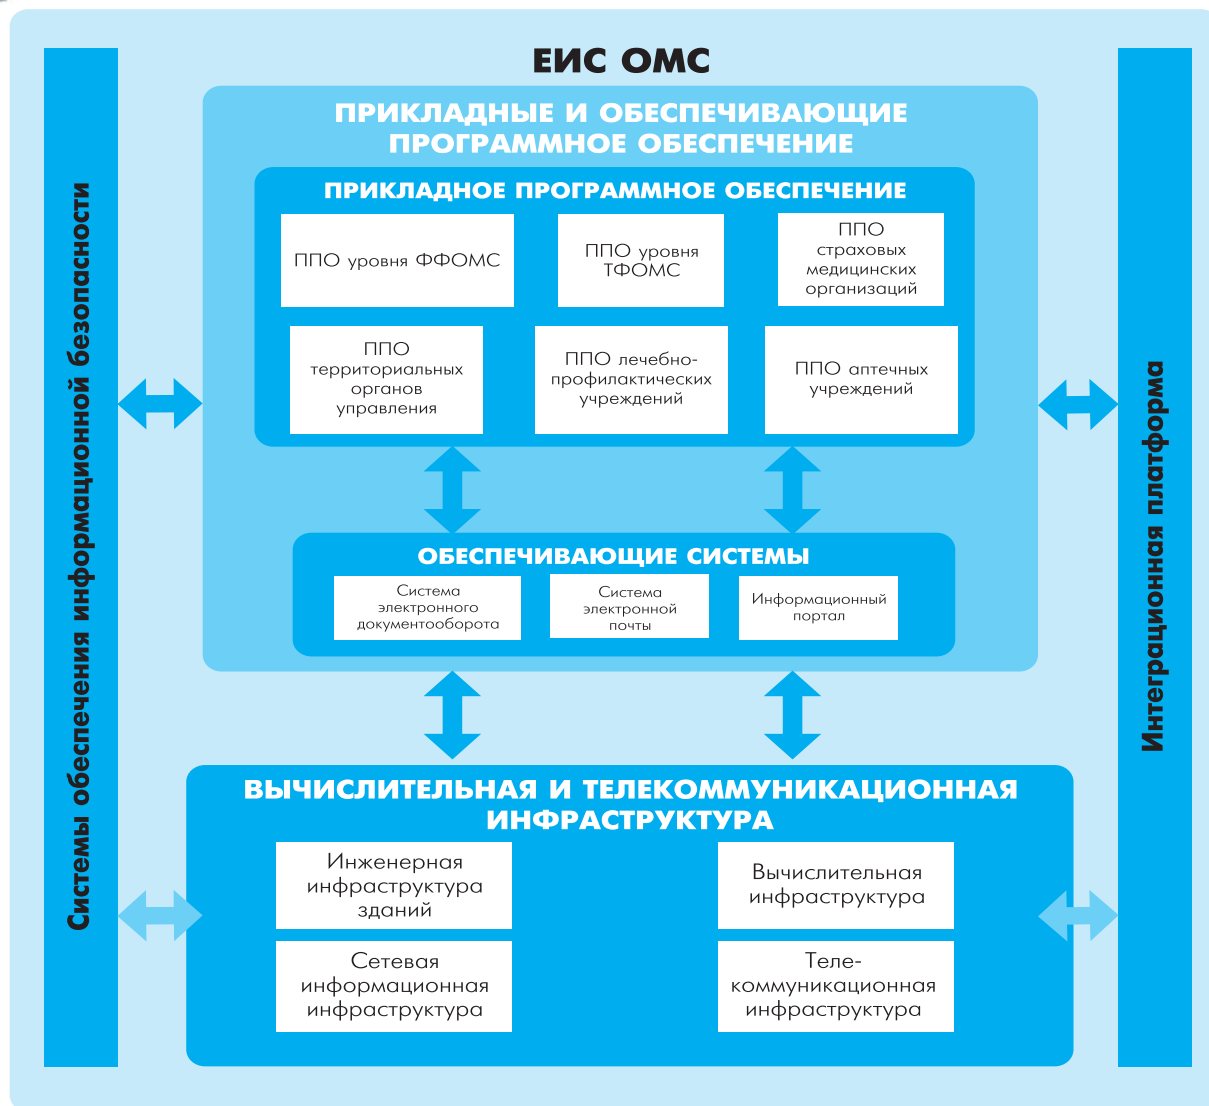 ЕИС ОМС
ПРИКЛАДНЫЕ И ОБЕСПЕЧИВАЮЩИЕ
ПРОГРАММНОЕ ОБЕСПЕЧЕНИЕ
ПРИКЛАДНОЕ ПРОГРАММНОЕ ОБЕСПЕЧЕНИЕ
ППО уровня ФФОМС
ППО уровня
ТФОМС
ППО
страховых
медицинских
организаций
ППО
территориальных
органов
управления
ППО лечебно-
профилактических
учреждений
ППО аптечных
учреждений
ОБЕСПЕЧИВАЮЩИЕ СИСТЕМЫ
Система
электронного
документооборота
Система
электронной
почты
Информационный
портал
ВЫЧИСЛИТЕЛЬНАЯ И ТЕЛЕКОММУНИКАЦИОННАЯ
ИНФРАСТРУКТУРА
Инженерная
инфраструктура
зданий
Вычислительная
инфраструктура
Сетевая
информационная
инфраструктура
Теле-
коммуникационная
инфраструктура
Системы обеспечения информационной безопасности
Интеграционная платформа